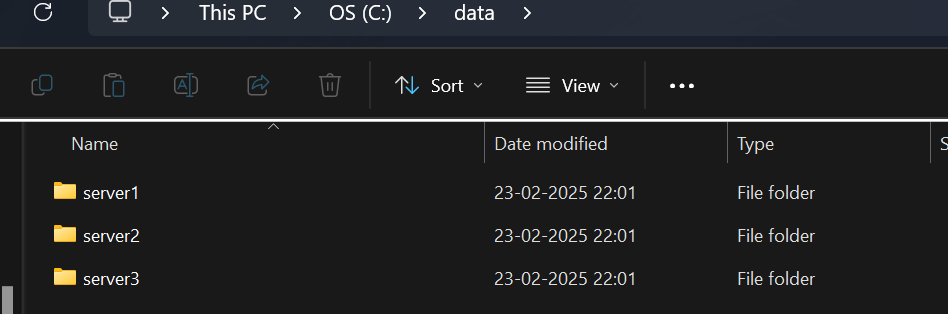 This PC > OS (C:) > data >
Sort View •••
Name Date modified Type S
server1 23-02-2025 22:01 File folder
server2 23-02-2025 22:01 File folder
server3 23-02-2025 22:01 File folder